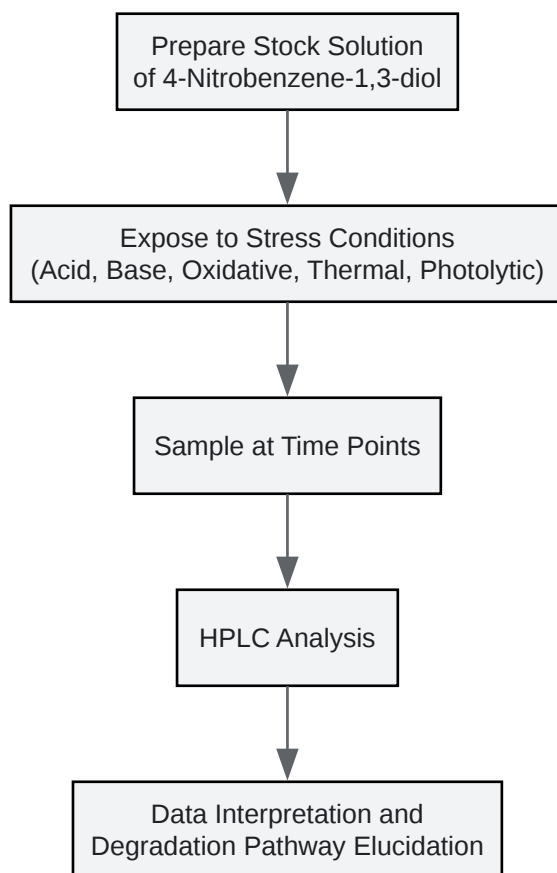 Prepare Stock Solution
of 4-Nitrobenzene-1,3-diol
Expose to Stress Conditions
(Acid, Base, Oxidative, Thermal, Photolytic)
Sample at Time Points
HPLC Analysis
Data Interpretation and
Degradation Pathway Elucidation